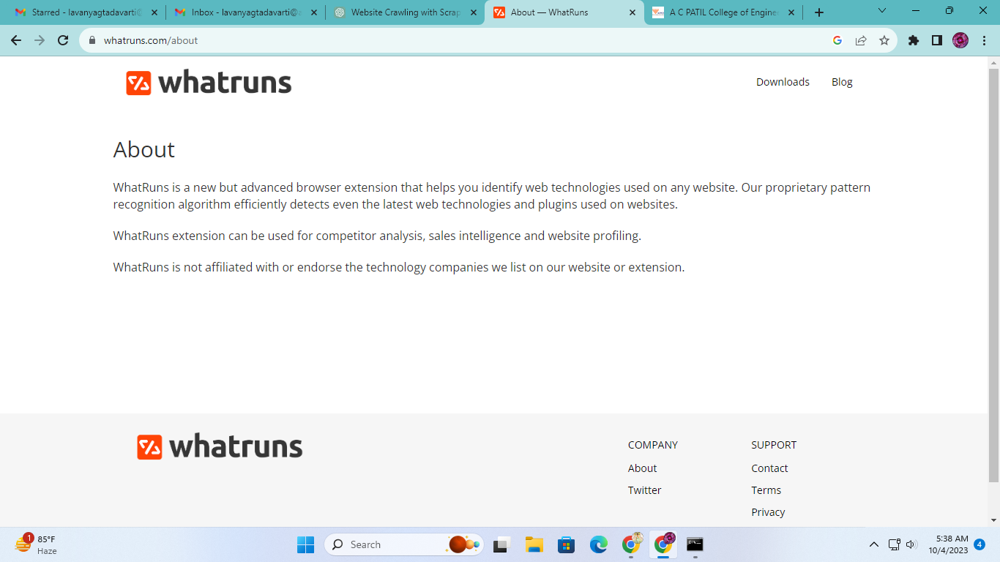 Starred - lavanyagtadavarti@
Inbox - lavanyagtadavarti@
Website Crawling with Scrap
About — WhatRuns
A C PATIL College of Engine
whatruns.com/about
whatruns
Downloads
Blog
About
WhatRuns is a new but advanced browser extension that helps you identify web technologies used on any website. Our proprietary pattern
recognition algorithm efficiently detects even the latest web technologies and plugins used on websites.
WhatRuns extension can be used for competitor analysis, sales intelligence and website profiling.
WhatRuns is not affiliated with or endorse the technology companies we list on our website or extension.
whatruns
COMPANY
About
Twitter
SUPPORT
Contact
Terms
Privacy
1
85°F
Haze
Search
5:38 AM
10/4/2023
4